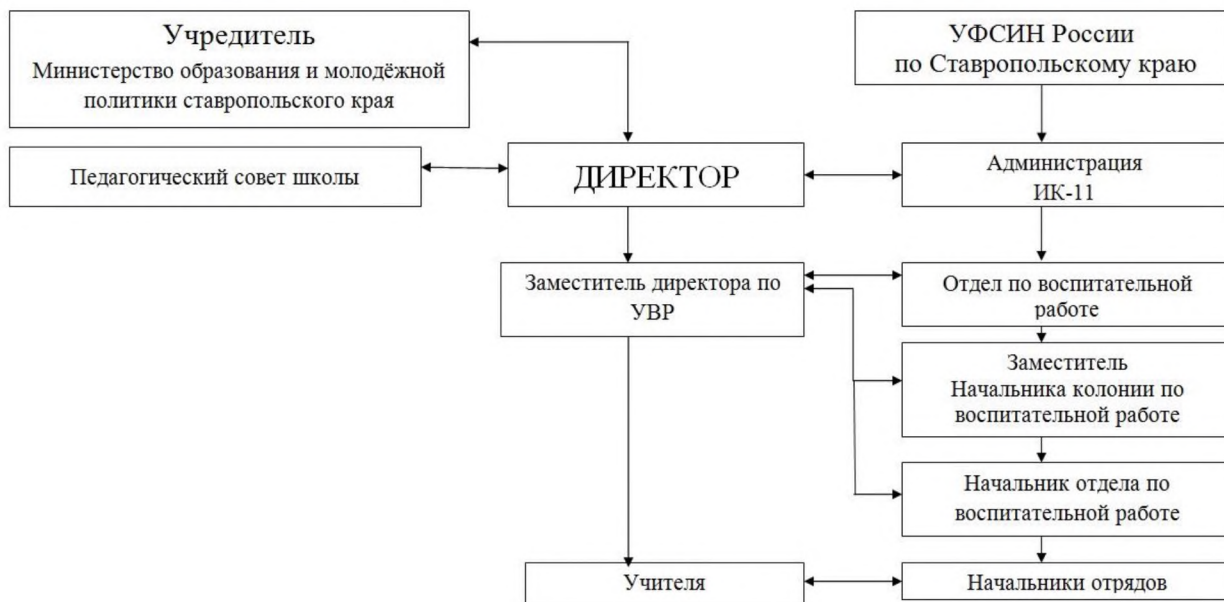 Учредитель
Министерство образования и молодёжной
политики ставропольского края
УФСИН России
по Ставропольскому краю
Педагогический совет школы
ДИРЕКТОР
Администрация
ИК-11
Заместитель директора по
УВР
Отдел по воспитательной
работе
Заместитель
Начальника колонии по
воспитательной работе
Начальник отдела по
воспитательной работе
Учителя
Начальники отрядов